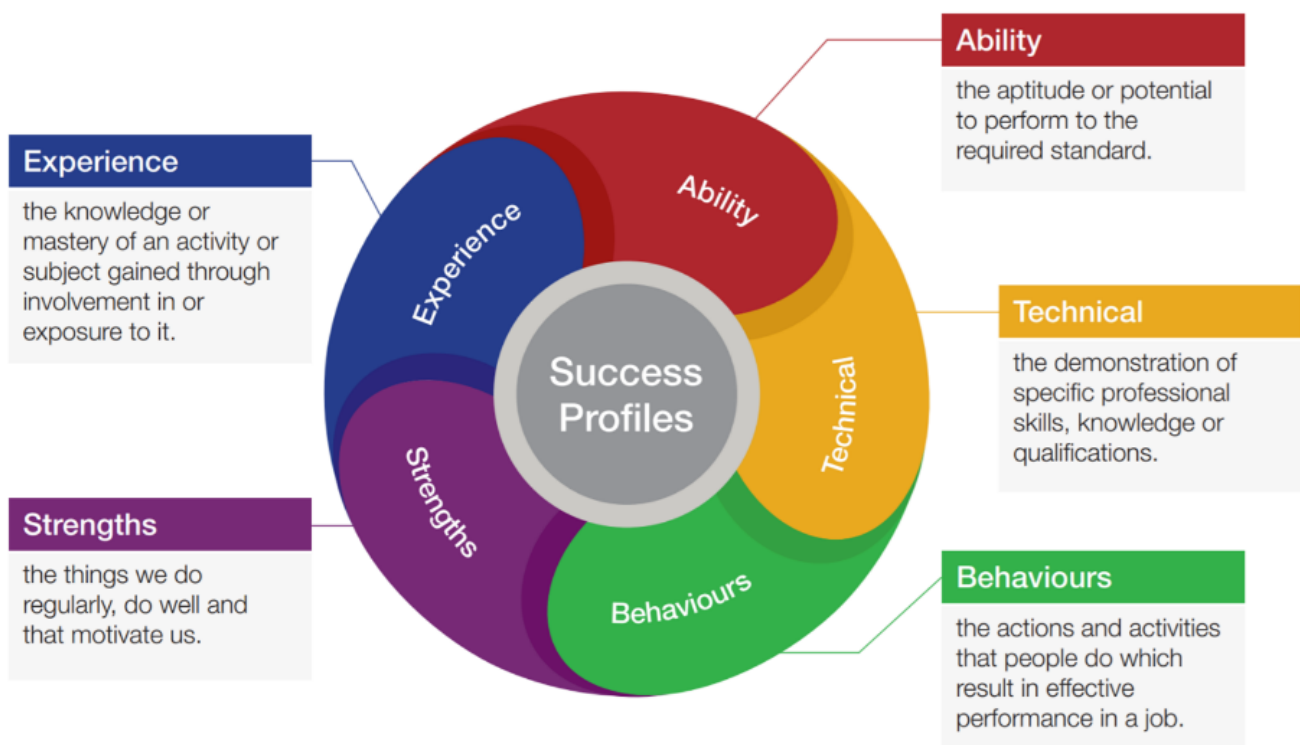 Ability
the aptitude or potential
to perform to the
required standard.
Experience
the knowledge or
mastery of an activity or
subject gained through
involvement in or
exposure to it.
Technical
the demonstration of
specific professional
skills, knowledge or
qualifications.
Strengths
the things we do
regularly, do well and
that motivate us.
Behaviours
the actions and activities
that people do which
result in effective
performance in a job.
Ability
Experience
Technical
Success
Profiles
Strengths
Behaviours